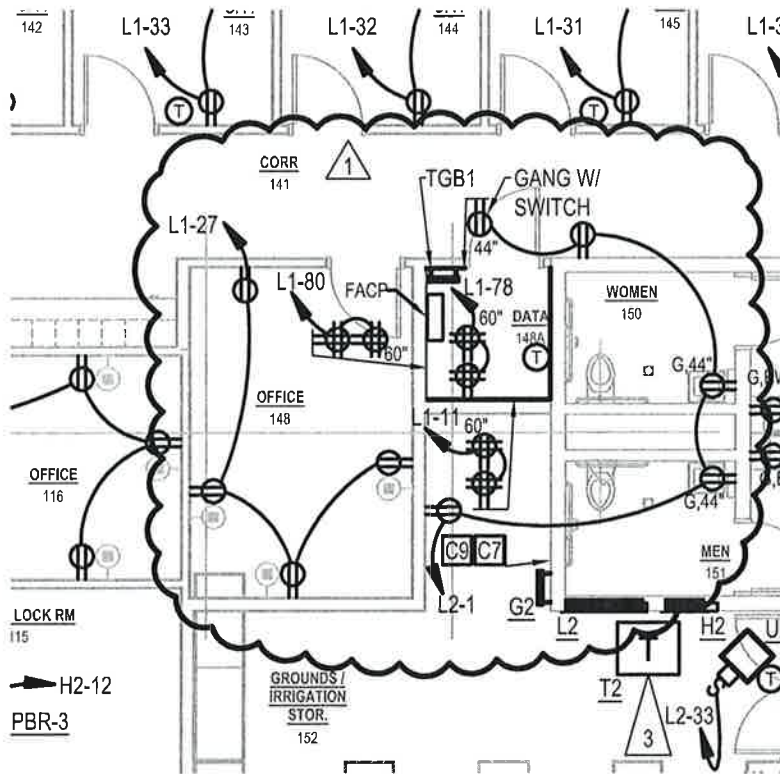 142
143
144
145
L1-33
L1-32
L1-31
T
T
CORR
141
1
TGB1
GANG W/
SWITCH
44"
L1-27
L1-80
FACP
L1-78
60"
60"
DATA
148A
T
WOMEN
150
G,44"
OFFICE
148
L1-11
60"
OFFICE
116
G,44"
C9
C7
MEN
151
L2-1
G2
L2
H2
LOCK RM
115
H2-12
PBR-3
GROUNDS /
IRRIGATION
STOR.
152
T
T2
3
L2-33
T